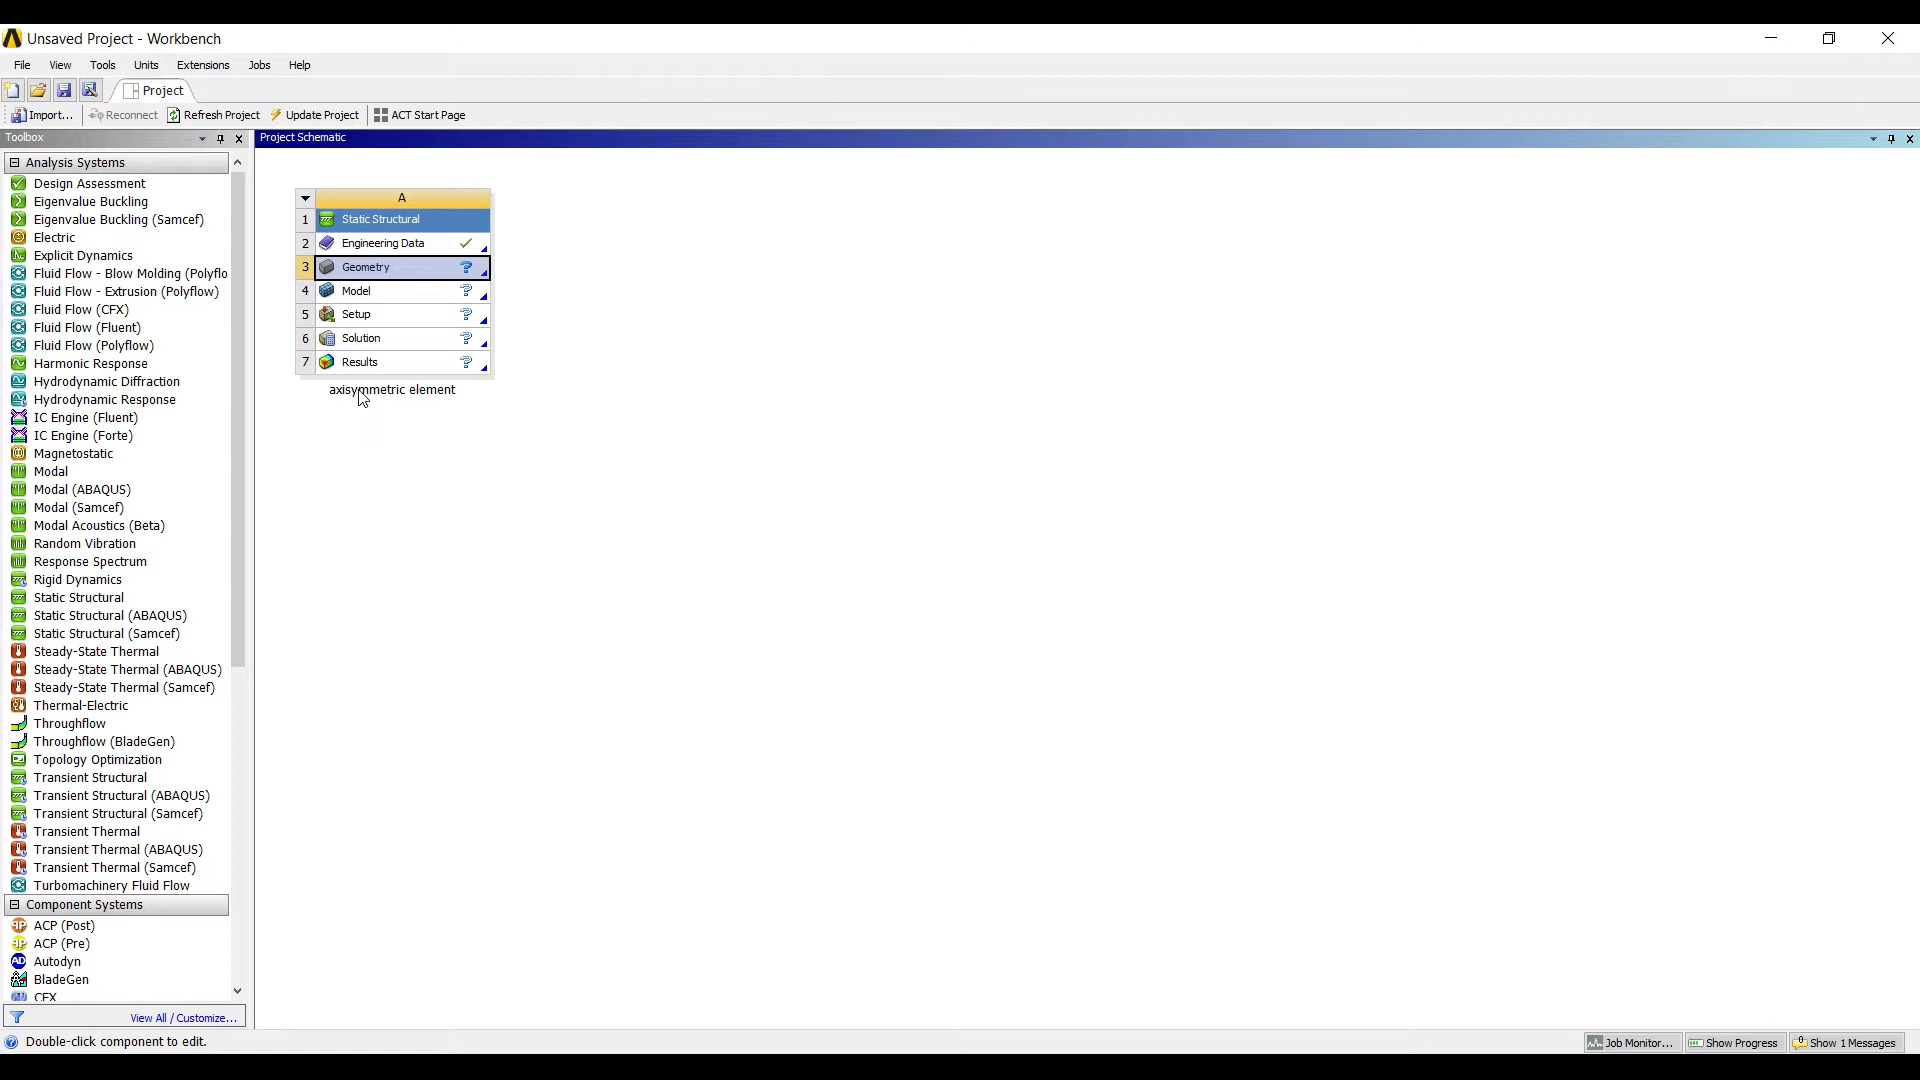 Unsaved Project - Workbench
File View Tools Units Extensions Jobs Help
Project
Import... Reconnect Refresh Project Update Project ACT Start Page
Toolbox
Project Schematic
Analysis Systems
Design Assessment
Eigenvalue Buckling
Eigenvalue Buckling (Samcef)
Electric
Explicit Dynamics
Fluid Flow - Blow Molding (Polyflo
Fluid Flow - Extrusion (Polyflow)
Fluid Flow (CFX)
Fluid Flow (Fluent)
Fluid Flow (Polyflow)
Harmonic Response
Hydrodynamic Diffraction
Hydrodynamic Response
IC Engine (Fluent)
IC Engine (Forte)
Magnetostatic
Modal
Modal (ABAQUS)
Modal (Samcef)
Modal Acoustics (Beta)
Random Vibration
Response Spectrum
Rigid Dynamics
Static Structural
Static Structural (ABAQUS)
Static Structural (Samcef)
Steady-State Thermal
Steady-State Thermal (ABAQUS)
Steady-State Thermal (Samcef)
Thermal-Electric
Throughflow
Throughflow (BladeGen)
Topology Optimization
Transient Structural
Transient Structural (ABAQUS)
Transient Structural (Samcef)
Transient Thermal
Transient Thermal (ABAQUS)
Transient Thermal (Samcef)
Turbomachinery Fluid Flow
Component Systems
ACP (Post)
ACP (Pre)
Autodyn
BladeGen
CFX
View All / Customize...
A
1 Static Structural
2 Engineering Data
3 Geometry ?
4 Model ?
5 Setup ?
6 Solution ?
7 Results ?
axisymmetric element
Double-click component to edit.
Job Monitor... Show Progress Show 1 Messages